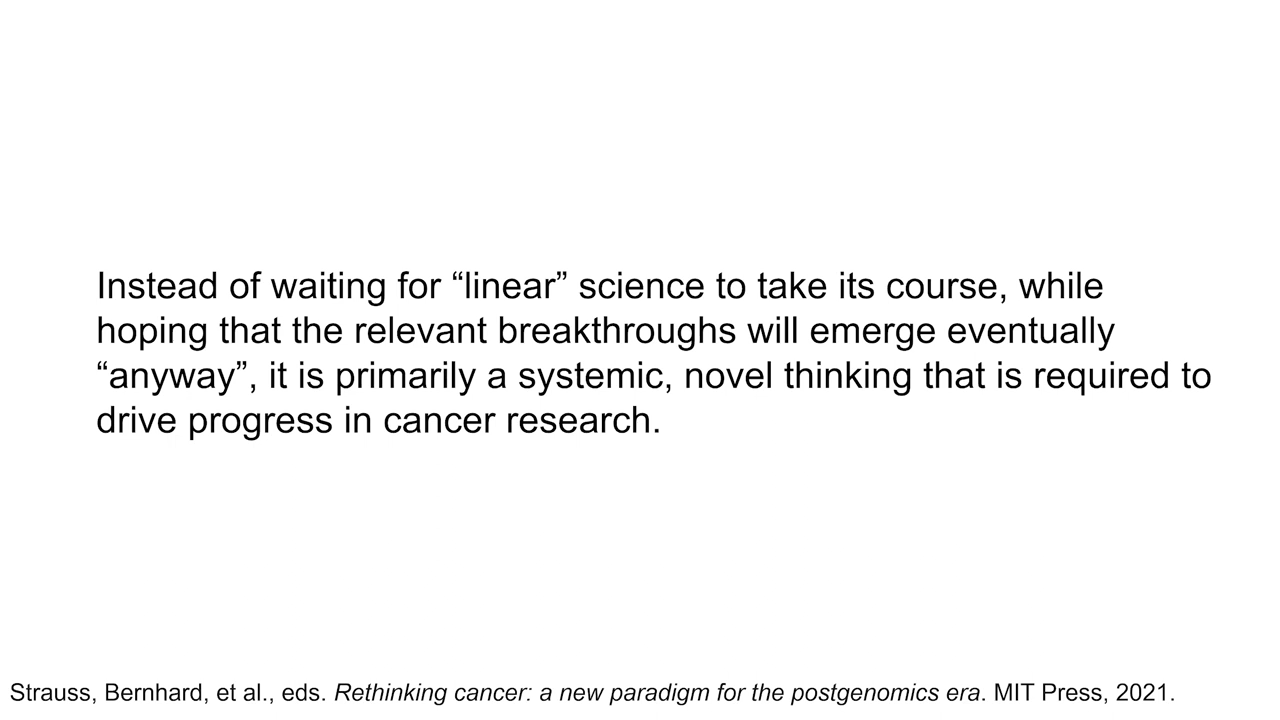 Instead of waiting for “linear” science to take its course, while
hoping that the relevant breakthroughs will emerge eventually
“anyway”, it is primarily a systemic, novel thinking that is required to
drive progress in cancer research.
Strauss, Bernhard, et al., eds. Rethinking cancer: a new paradigm for the postgenomics era. MIT Press, 2021.